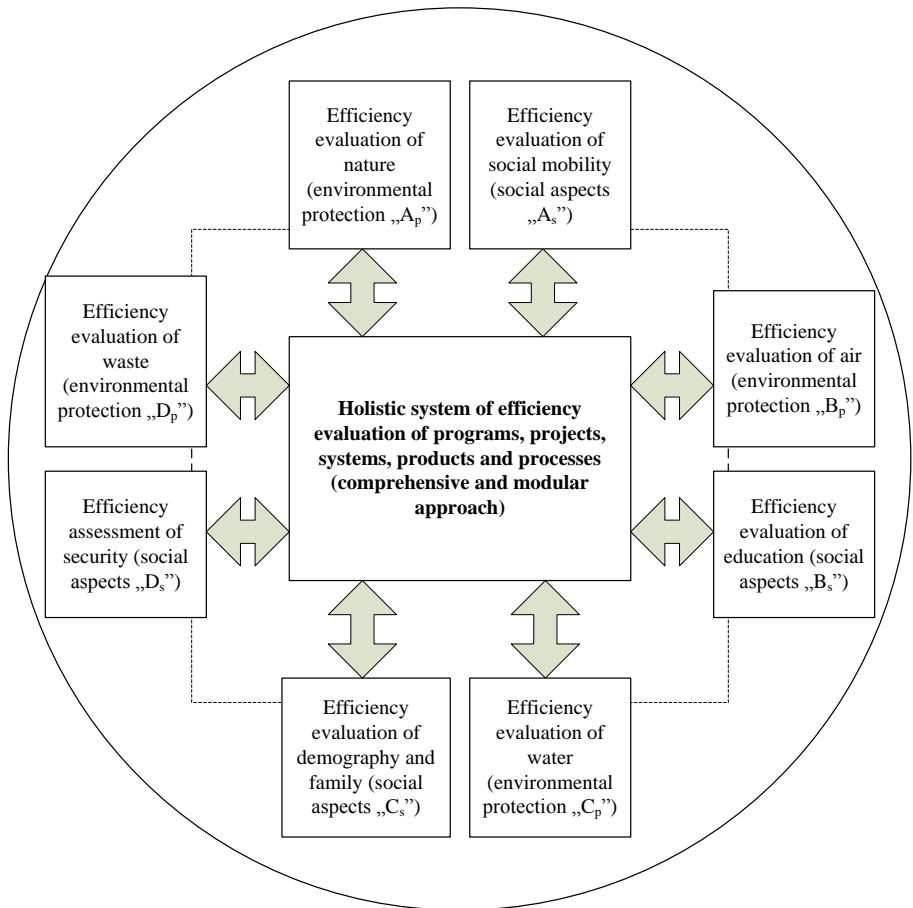 Efficiency
evaluation of
nature
(environmental
protection „Aₚ”)
Efficiency
evaluation of
social mobility
(social aspects
„Aₛ”)
Efficiency
evaluation of
waste
(environmental
protection „Dₚ”)
Efficiency
evaluation of air
(environmental
protection „Bₚ”)
Holistic system of efficiency
evaluation of programs, projects,
systems, products and processes
(comprehensive and modular
approach)
Efficiency
assessment of
security (social
aspects „Dₛ”)
Efficiency
evaluation of
education (social
aspects „Bₛ”)
Efficiency
evaluation of
demography and
family (social
aspects „Cₛ”)
Efficiency
evaluation of
water
(environmental
protection „Cₚ”)